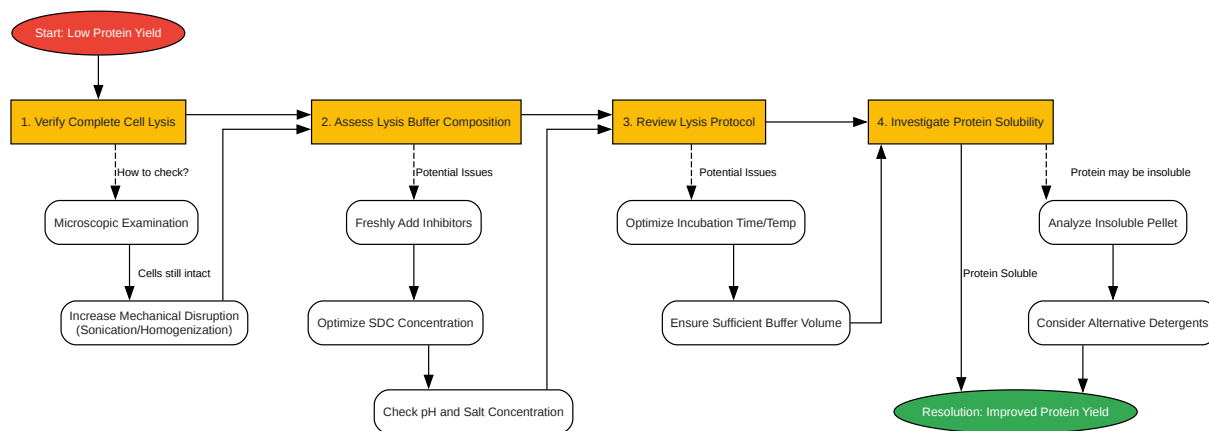 Start: Low Protein Yield
1. Verify Complete Cell Lysis
2. Assess Lysis Buffer Composition
3. Review Lysis Protocol
4. Investigate Protein Solubility
How to check?
Potential Issues
Potential Issues
Protein may be insoluble
Microscopic Examination
Freshly Add Inhibitors
Optimize Incubation Time/Temp
Analyze Insoluble Pellet
Cells still intact
Protein Soluble
Increase Mechanical Disruption
(Sonication/Homogenization)
Optimize SDC Concentration
Ensure Sufficient Buffer Volume
Consider Alternative Detergents
Check pH and Salt Concentration
Resolution: Improved Protein Yield